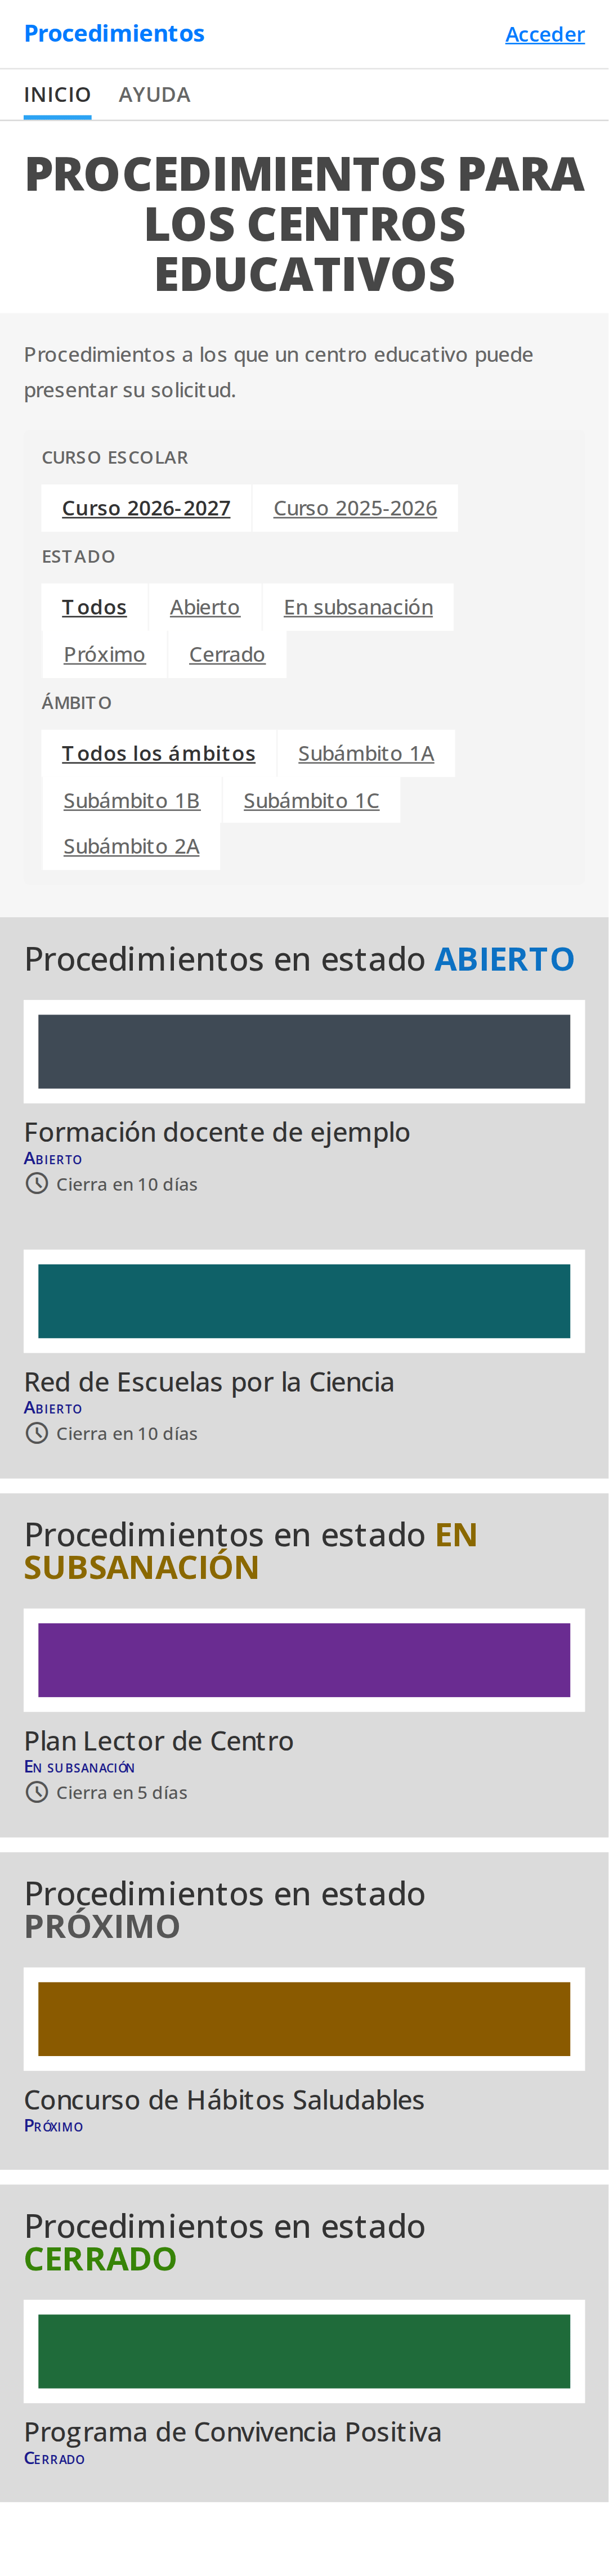 Procedimientos
Acceder
INICIO
AYUDA
PROCEDIMIENTOS PARA
LOS CENTROS
EDUCATIVOS
Procedimientos a los que un centro educativo puede
presentar su solicitud.
CURSO ESCOLAR
Curso 2026-2027
Curso 2025-2026
ESTADO
Todos
Abierto
En subsanación
Próximo
Cerrado
ÁMBITO
Todos los ámbitos
Subámbito 1A
Subámbito 1B
Subámbito 1C
Subámbito 2A
Procedimientos en estado ABIERTO
Formación docente de ejemplo
Abierto
Cierra en 10 días
Red de Escuelas por la Ciencia
Abierto
Cierra en 10 días
Procedimientos en estado EN
SUBSANACIÓN
Plan Lector de Centro
En subsanación
Cierra en 5 días
Procedimientos en estado
PRÓXIMO
Concurso de Hábitos Saludables
Próximo
Procedimientos en estado
CERRADO
Programa de Convivencia Positiva
Cerrado